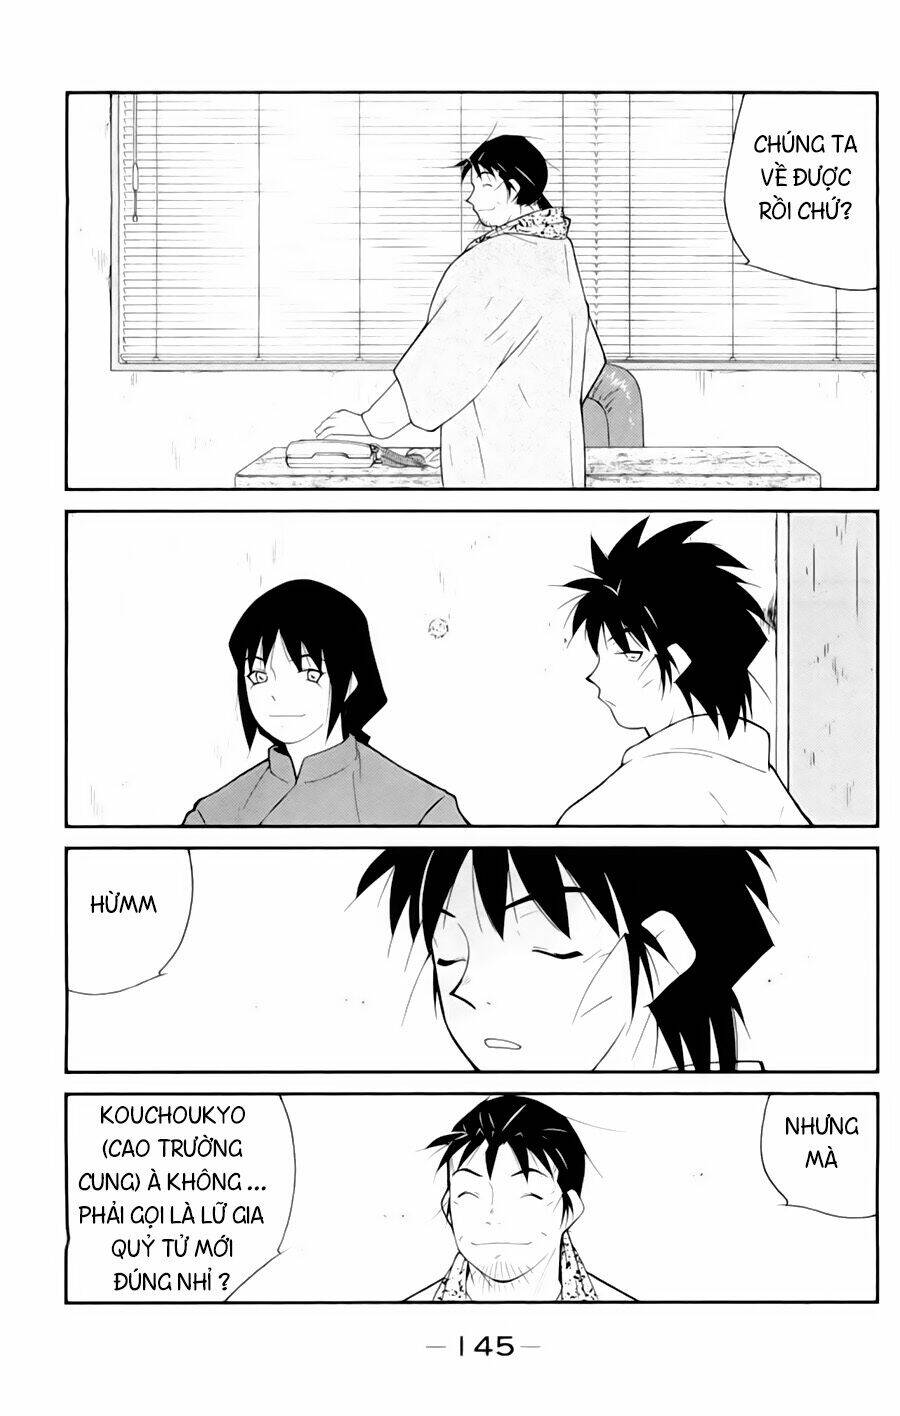 CHÚNG TA
VỀ ĐƯỢC
RỒI CHỨ?
HỪMM
NHƯNG
MÀ
KOUCHOUKYO
(CAO TRƯỜNG
CUNG) À KHÔNG ...
PHẢI GỌI LÀ LỮ GIA
QUỶ TỬ MỚI
ĐÚNG NHỈ ?
— 145 —